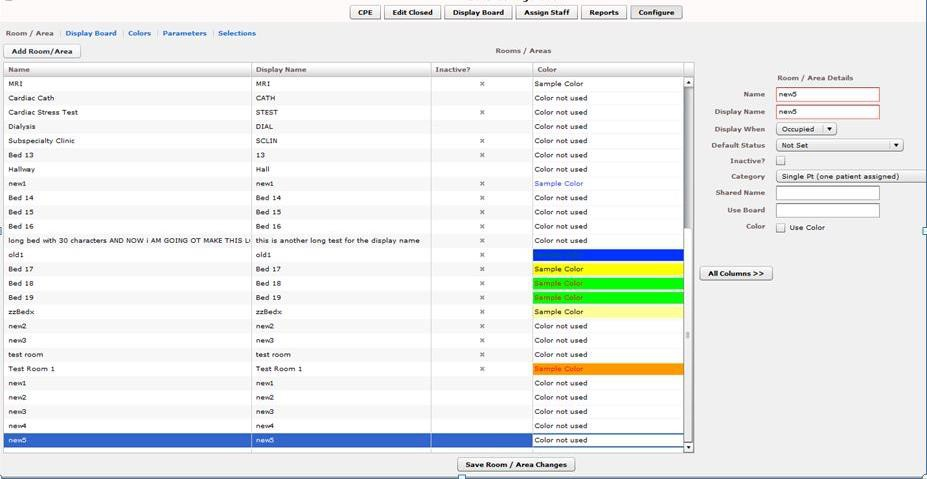 CPE Edit Closed Display Board Assign Staff Reports Configure
Room / Area Display Board Colors Parameters Selections
Add Room/Area Rooms / Areas
Name Display Name Inactive? Color
MRI MRI x Sample Color
Cardiac Cath CATH Color not used
Cardiac Stress Test STEST x Color not used
Dialysis DIAL Color not used
Subspecialty Clinic SCLIN x Color not used
Bed 13 13 x Color not used
Hallway Hall Color not used
new1 new1 x Sample Color
Bed 14 Bed 14 x Color not used
Bed 15 Bed 15 x Color not used
Bed 16 Bed 16 x Color not used
long bed with 30 characters AND NOW i AM GOING OT MAKE THIS L this is another long test for the display name x Color not used
old1 old1 x
Bed 17 Bed 17 x Sample Color
Bed 18 Bed 18 x Sample Color
Bed 19 Bed 19 x Sample Color
zzBedx zzBedx x Sample Color
new2 new2 x Color not used
new3 new3 x Color not used
test room test room x Color not used
Test Room 1 Test Room 1 x Sample Color
new1 new1 Color not used
new2 new2 Color not used
new3 new3 Color not used
new4 new4 Color not used
new5 new5 Color not used
Save Room / Area Changes
Room / Area Details
Name new5
Display Name new5
Display When Occupied
Default Status Not Set
Inactive?
Category Single Pt (one patient assigned)
Shared Name
Use Board
Color Use Color
All Columns >>